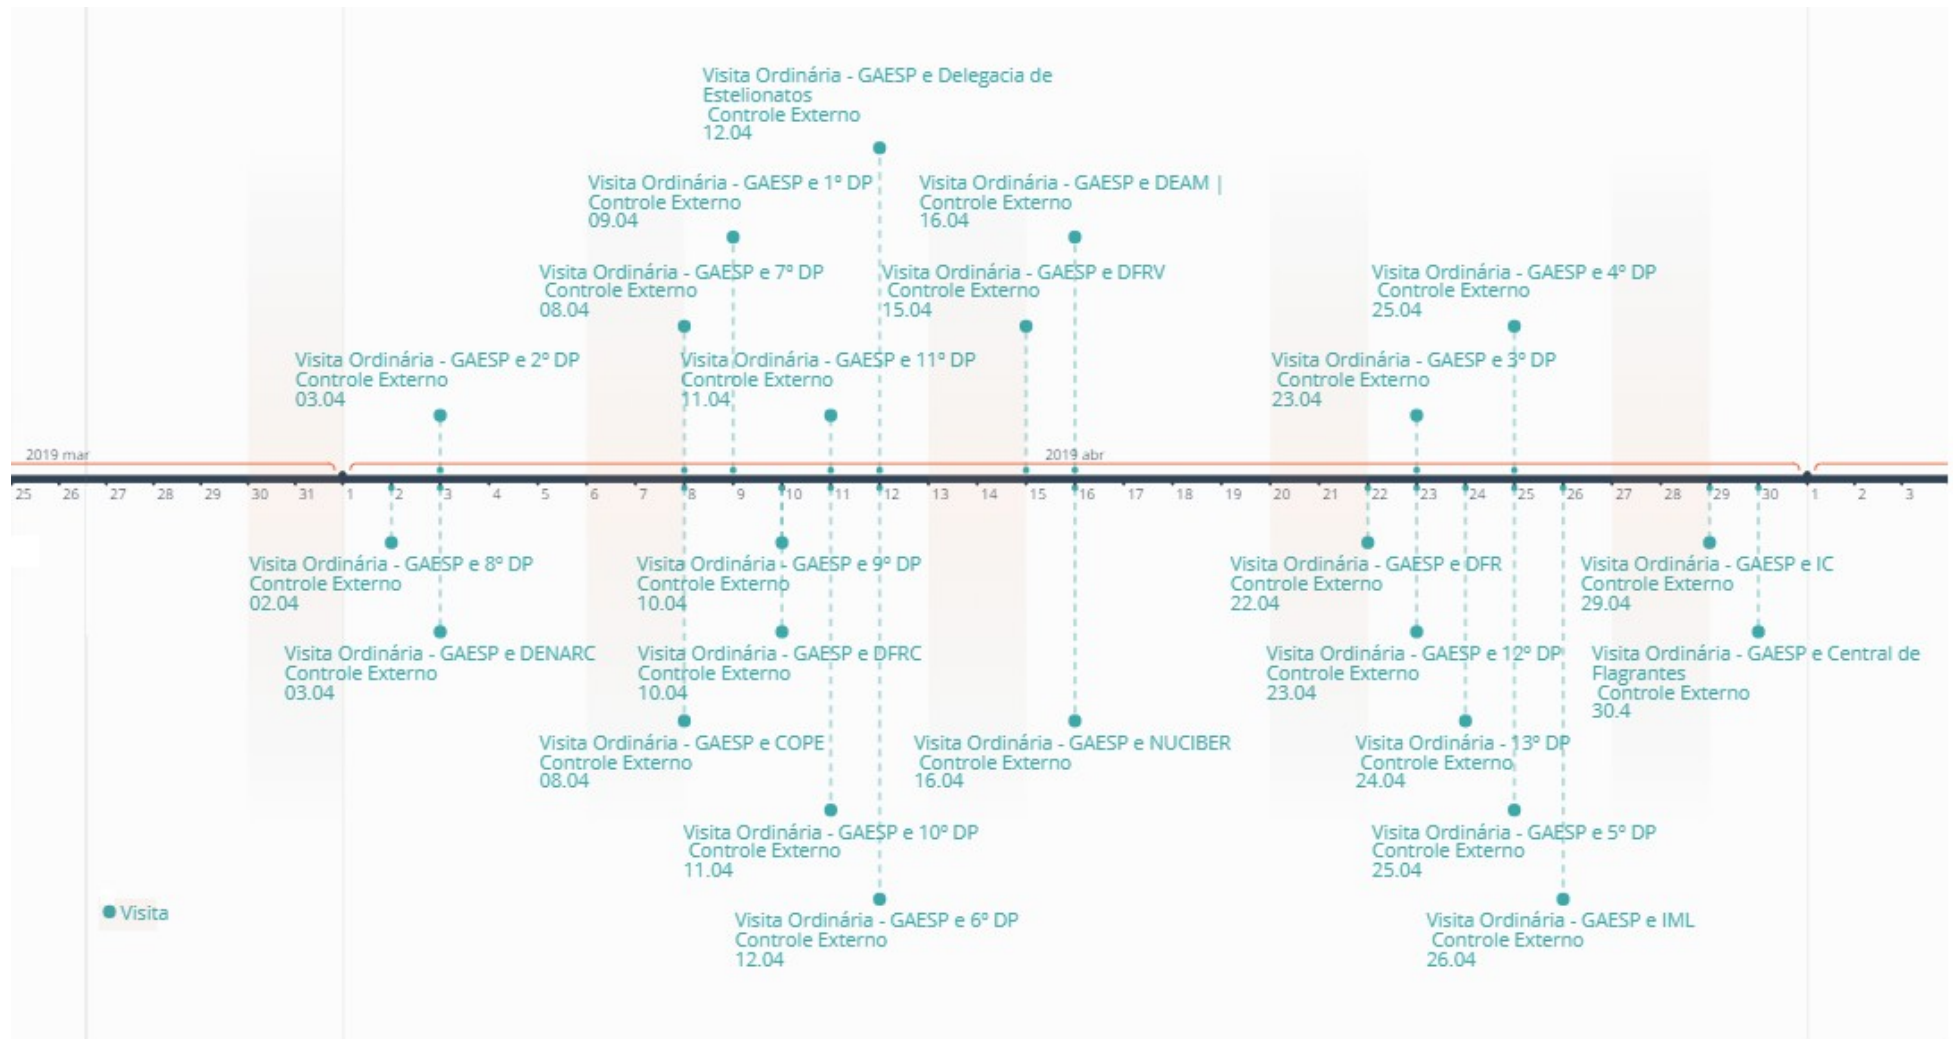 Visita Ordinária - GAESP e Delegacia de
Estelionatos
Controle Externo
12.04
Visita Ordinária - GAESP e 1º DP
Controle Externo
09.04
Visita Ordinária - GAESP e DEAM |
Controle Externo
16.04
Visita Ordinária - GAESP e 7º DP
Controle Externo
08.04
Visita Ordinária - GAESP e DFRV
Controle Externo
15.04
Visita Ordinária - GAESP e 4º DP
Controle Externo
25.04
Visita Ordinária - GAESP e 2º DP
Controle Externo
03.04
Visita Ordinária - GAESP e 11º DP
Controle Externo
11.04
Visita Ordinária - GAESP e 3º DP
Controle Externo
23.04
2019 mar
2019 abr
25 26 27 28 29 30 31 1 2 3 4 5 6 7 8 9 10 11 12 13 14 15 16 17 18 19 20 21 22 23 24 25 26 27 28 29 30 1 2 3
Visita Ordinária - GAESP e 8º DP
Controle Externo
02.04
Visita Ordinária - GAESP e 9º DP
Controle Externo
10.04
Visita Ordinária - GAESP e DFR
Controle Externo
22.04
Visita Ordinária - GAESP e IC
Controle Externo
29.04
Visita Ordinária - GAESP e DENARC
Controle Externo
03.04
Visita Ordinária - GAESP e DFRC
Controle Externo
10.04
Visita Ordinária - GAESP e 12º DP
Controle Externo
23.04
Visita Ordinária - GAESP e Central de
Flagrantes
Controle Externo
30.4
Visita Ordinária - GAESP e COPE
Controle Externo
08.04
Visita Ordinária - GAESP e NUCIBER
Controle Externo
16.04
Visita Ordinária - 13º DP
Controle Externo
24.04
Visita Ordinária - GAESP e 10º DP
Controle Externo
11.04
Visita Ordinária - GAESP e 5º DP
Controle Externo
25.04
Visita
Visita Ordinária - GAESP e 6º DP
Controle Externo
12.04
Visita Ordinária - GAESP e IML
Controle Externo
26.04